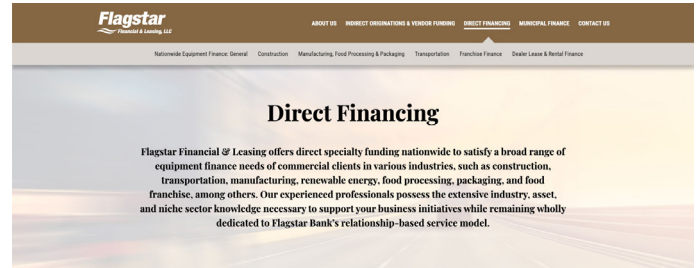 Flagstar
Financial & Leasing, LLC
ABOUT US INDIRECT ORIGINATIONS & VENDOR FUNDING DIRECT FINANCING MUNICIPAL FINANCE CONTACT US
Nationwide Equipment Finance: General Construction Manufacturing, Food Processing & Packaging Transportation Franchise Finance Dealer Lease & Rental Finance
Direct Financing
Flagstar Financial & Leasing offers direct specialty funding nationwide to satisfy a broad range of
equipment finance needs of commercial clients in various industries, such as construction,
transportation, manufacturing, renewable energy, food processing, packaging, and food
franchise, among others. Our experienced professionals possess the extensive industry, asset,
and niche sector knowledge necessary to support your business initiatives while remaining wholly
dedicated to Flagstar Bank's relationship-based service model.